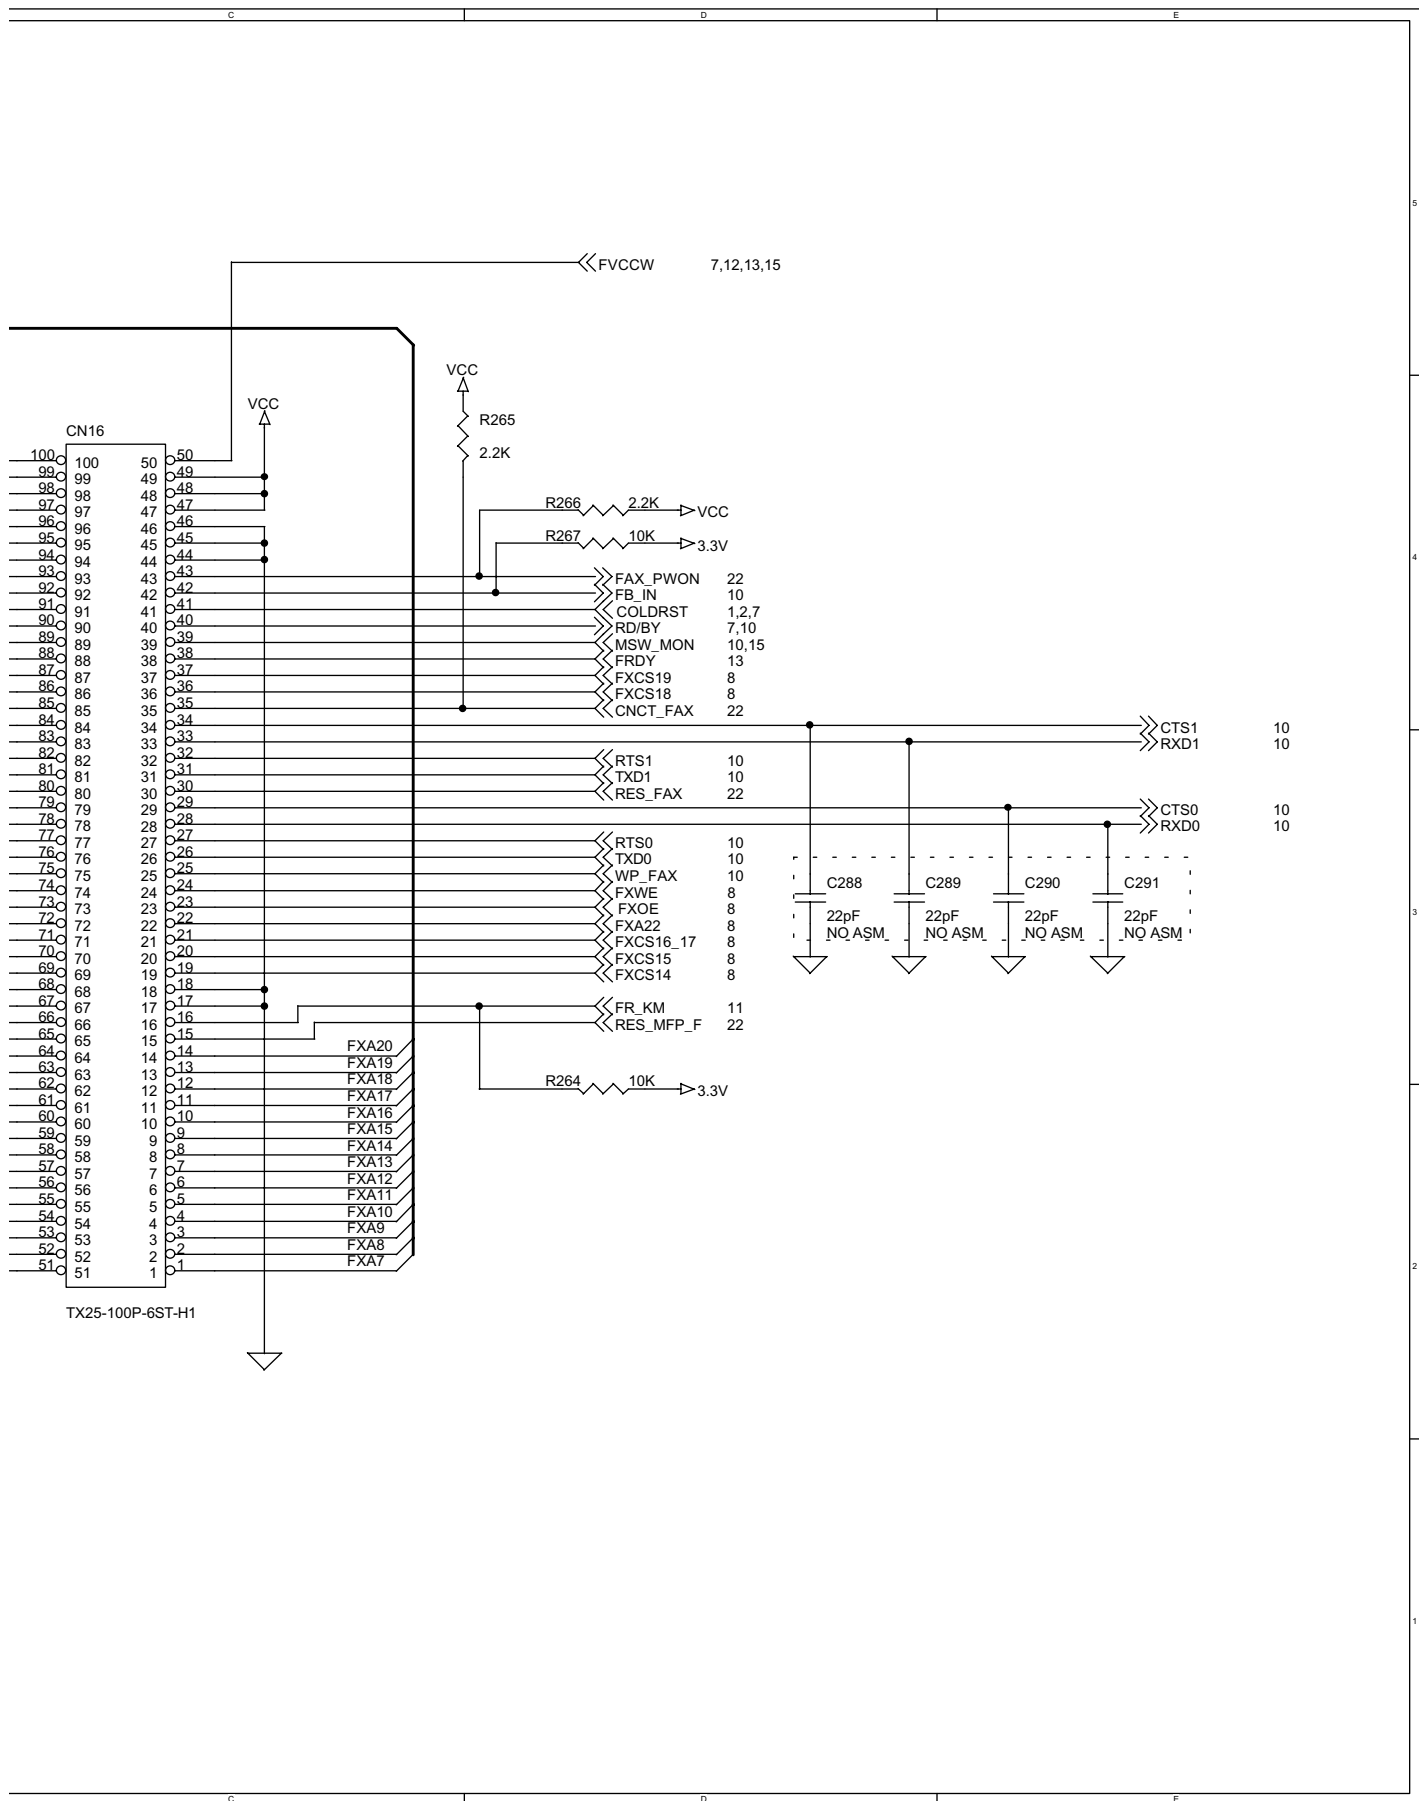 C D E
5
FVCCW 7,12,13,15
VCC
R265
VCC
2.2K
CN16
100 100 50 50
99 99 49 49
98 98 48 48
97 97 47 47
R266 2.2K VCC
96 96 46 46
95 95 45 45
R267 10K 3.3V
94 94 44 44
4
93 93 43 43 FAX_PWON 22
92 92 42 42 FB_IN 10
91 91 41 41 COLDRST 1,2,7
90 90 40 40 RD/BY 7,10
89 89 39 39 MSW_MON 10,15
88 88 38 38 FRDY 13
87 87 37 37 FXCS19 8
86 86 36 36 FXCS18 8
85 85 35 35 CNCT_FAX 22
84 84 34 34 CTS1 10
83 83 33 33 RXD1 10
82 82 32 32 RTS1 10
81 81 31 31 TXD1 10
80 80 30 30 RES_FAX 22
79 79 29 29 CTS0 10
78 78 28 28 RXD0 10
77 77 27 27 RTS0 10
76 76 26 26 TXD0 10
75 75 25 25 WP_FAX 10
74 74 24 24 FXWE 8
C288 C289 C290 C291
73 73 23 23 FXOE 8
3
22pF 22pF 22pF 22pF
72 72 22 22 FXA22 8
NO ASM NO ASM NO ASM NO ASM
71 71 21 21 FXCS16_17 8
70 70 20 20 FXCS15 8
69 69 19 19 FXCS14 8
68 68 18 18
67 67 17 17 FR_KM 11
66 66 16 16 RES_MFP_F 22
65 65 15 15
64 64 14 14 FXA20
63 63 13 13 FXA19
62 62 12 12 FXA18
R264 10K 3.3V
61 61 11 11 FXA17
60 60 10 10 FXA16
59 59 9 9 FXA15
58 58 8 8 FXA14
57 57 7 7 FXA13
56 56 6 6 FXA12
55 55 5 5 FXA11
54 54 4 4 FXA10
53 53 3 3 FXA9
52 52 2 2 FXA8
51 51 1 1 FXA7
2
TX25-100P-6ST-H1
1
C D E